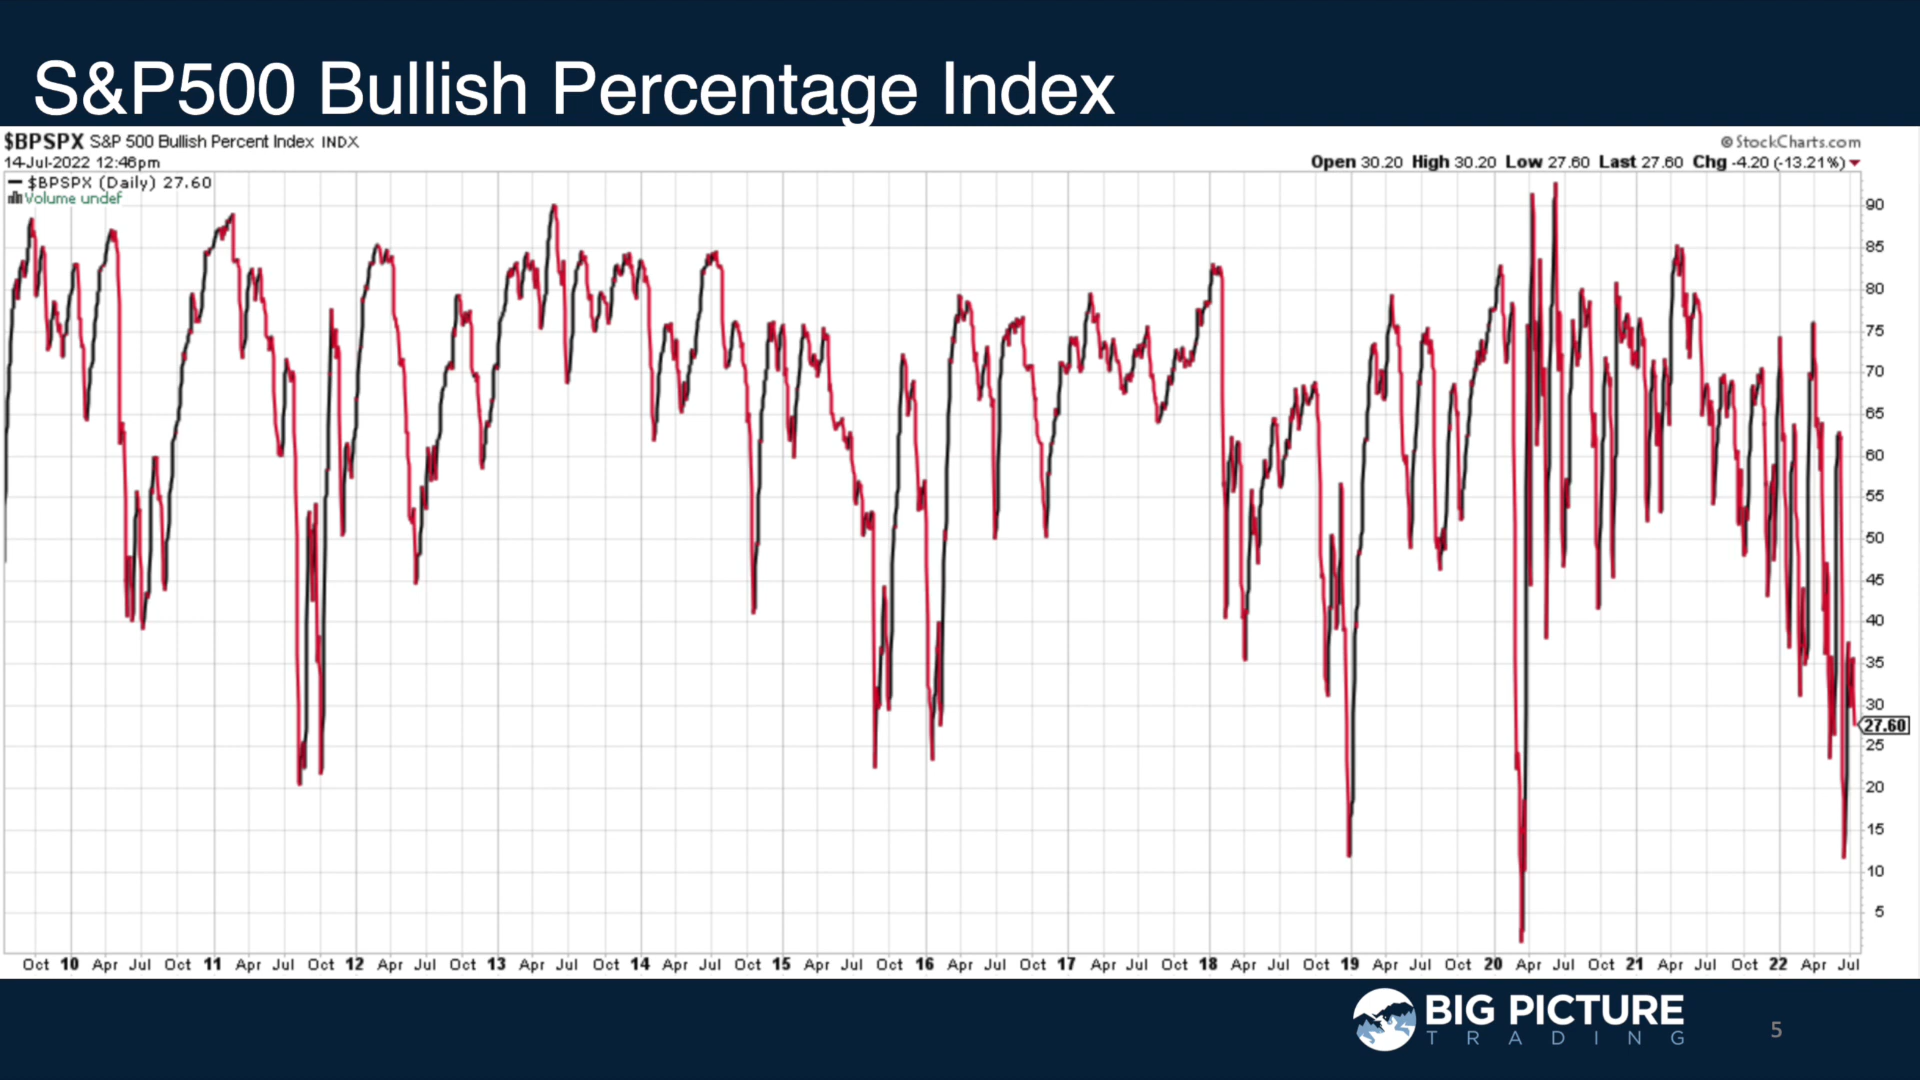 S&P500 Bullish Percentage Index
$BPSPX S&P 500 Bullish Percent Index INDX
© StockCharts.com
14-Jul-2022 12:46pm
Open 30.20 High 30.20 Low 27.60 Last 27.60 Chg -4.20 (-13.21%)
$BPSPX (Daily) 27.60
Volume undef
90
85
80
75
70
65
60
55
50
45
40
35
30
27.60
25
20
15
10
5
Oct 10 Apr Jul Oct 11 Apr Jul Oct 12 Apr Jul Oct 13 Apr Jul Oct 14 Apr Jul Oct 15 Apr Jul Oct 16 Apr Jul Oct 17 Apr Jul Oct 18 Apr Jul Oct 19 Apr Jul Oct 20 Apr Jul Oct 21 Apr Jul Oct 22 Apr Jul
BIG PICTURE
TRADING
5